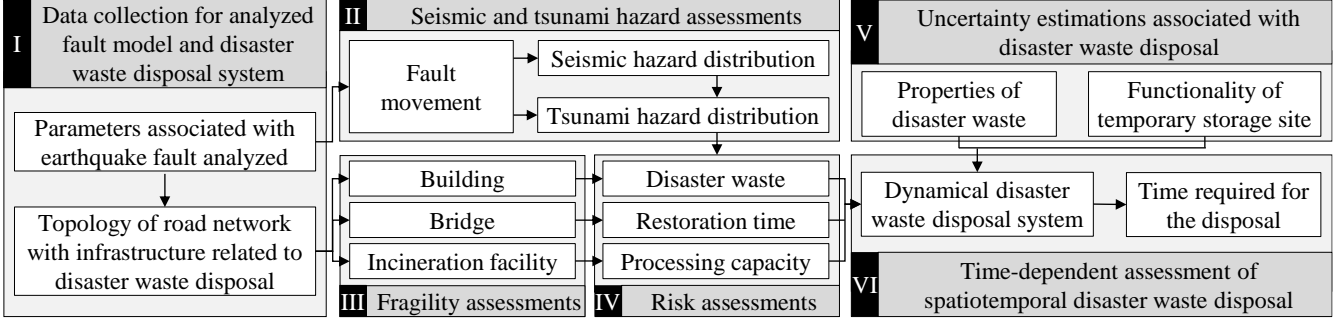 I
Data collection for analyzed
fault model and disaster
waste disposal system
Parameters associated with
earthquake fault analyzed
Topology of road network
with infrastructure related to
disaster waste disposal
II
Seismic and tsunami hazard assessments
Fault
movement
Seismic hazard distribution
Tsunami hazard distribution
Building
Bridge
Incineration facility
III
Fragility assessments
Disaster waste
Restoration time
Processing capacity
IV
Risk assessments
V
Uncertainty estimations associated with
disaster waste disposal
Properties of
disaster waste
Functionality of
temporary storage site
Dynamical disaster
waste disposal system
Time required for
the disposal
VI
Time-dependent assessment of
spatiotemporal disaster waste disposal